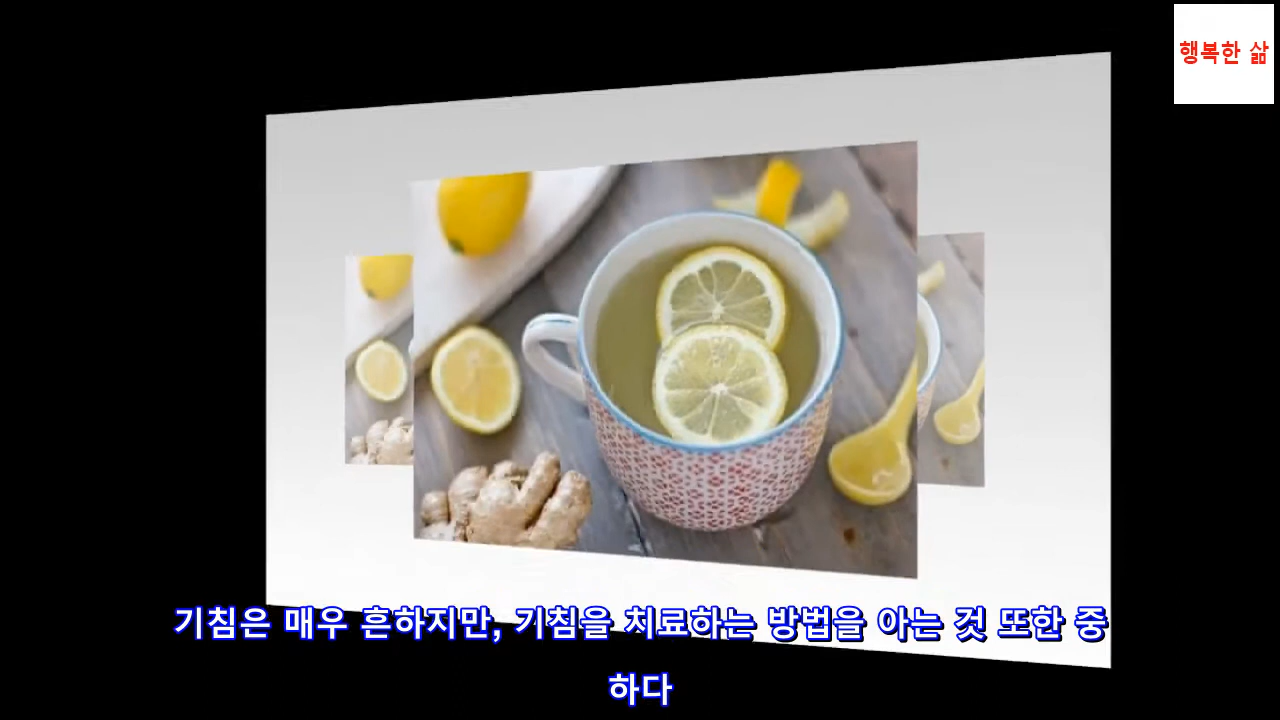 행복한 삶
기침은 매우 흔하지만, 기침을 치료하는 방법을 아는 것 또한 중
하다